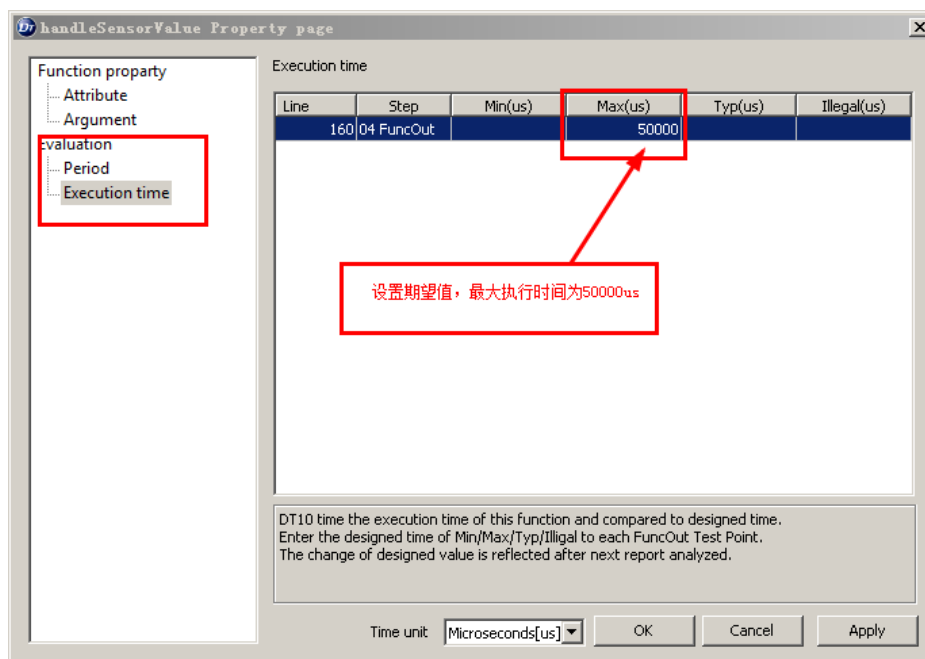 handleSensorValue Property page
Function proparty
Attribute
Argument
Evaluation
Period
Execution time
Execution time
Line Step Min(us) Max(us) Typ(us) Illegal(us)
160 04 FuncOut 50000
设置期望值，最大执行时间为50000us
DT10 time the execution time of this function and compared to designed time.
Enter the designed time of Min/Max/Typ/Illigal to each FuncOut Test Point.
The change of designed value is reflected after next report analyzed.
Time unit Microseconds[us] OK Cancel Apply